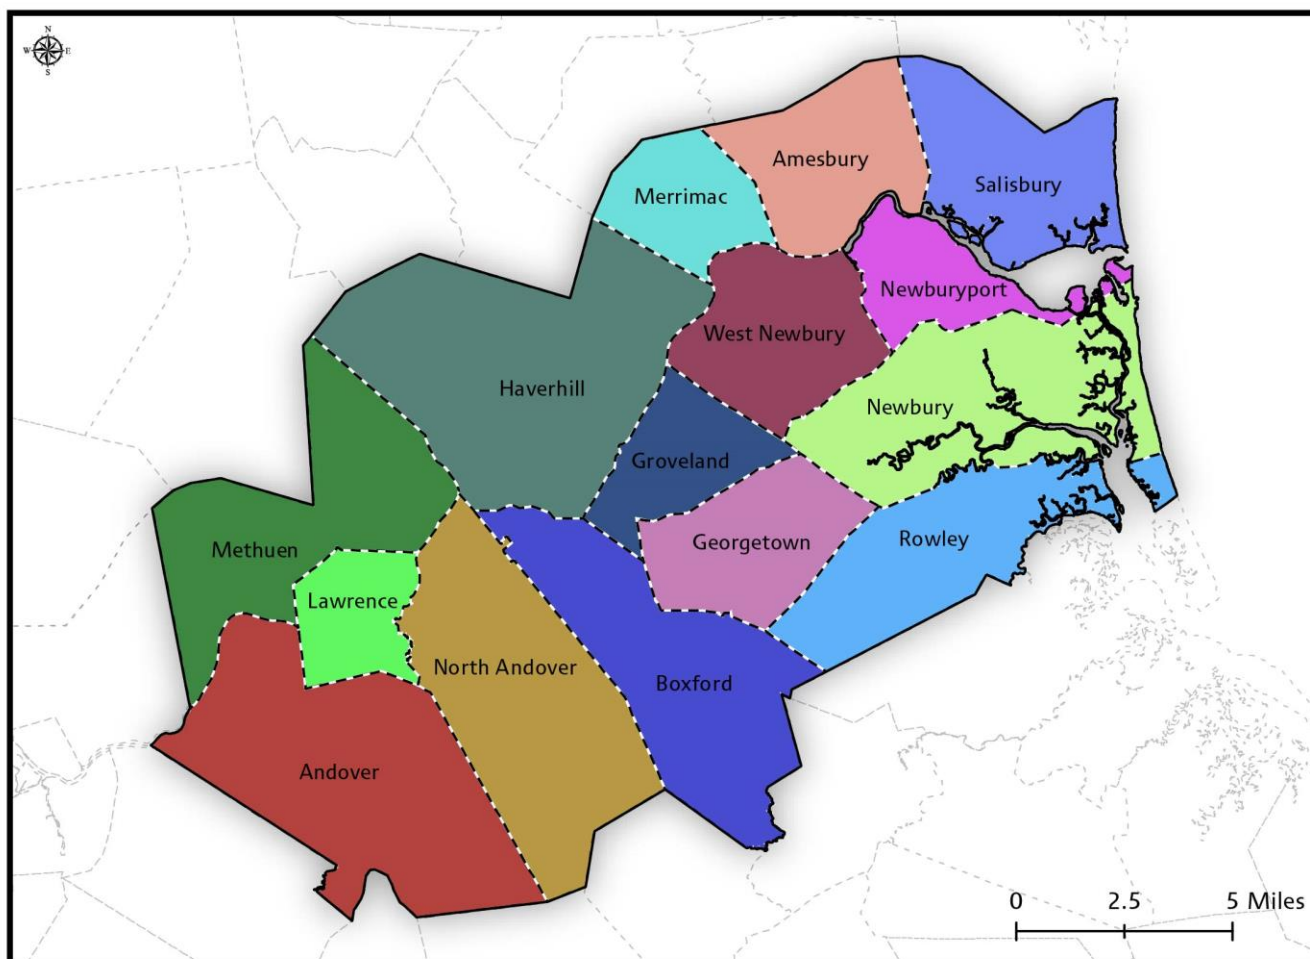 N
W E
S
Amesbury
Salisbury
Merrimac
Newburyport
West Newbury
Haverhill
Newbury
Groveland
Georgetown
Rowley
Methuen
Lawrence
North Andover
Boxford
Andover
0 2.5 5 Miles